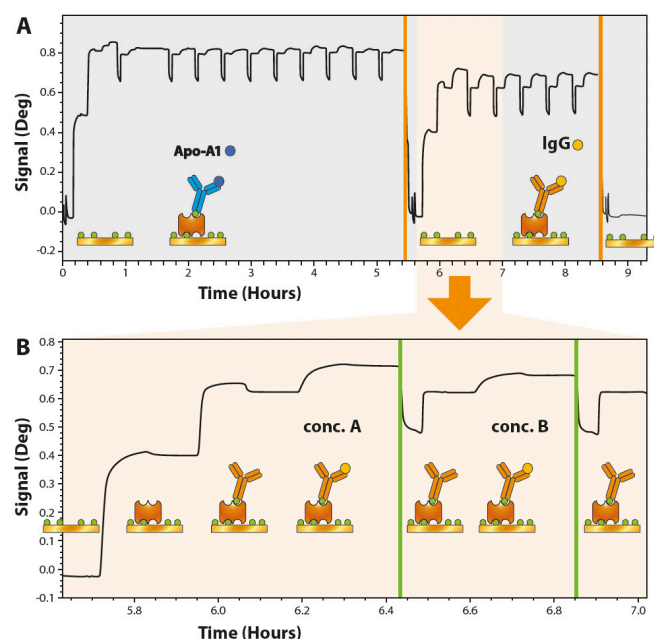 A
Signal (Deg)
0.8
0.6
0.4
0.2
0.0
-0.2
Apo-A1
IgG
0 1 2 3 4 5 6 7 8 9
Time (Hours)
B
Signal (Deg)
0.8
0.7
0.6
0.5
0.4
0.3
0.2
0.1
0.0
-0.1
conc. A
conc. B
5.8 6.0 6.2 6.4 6.6 6.8 7.0
Time (Hours)